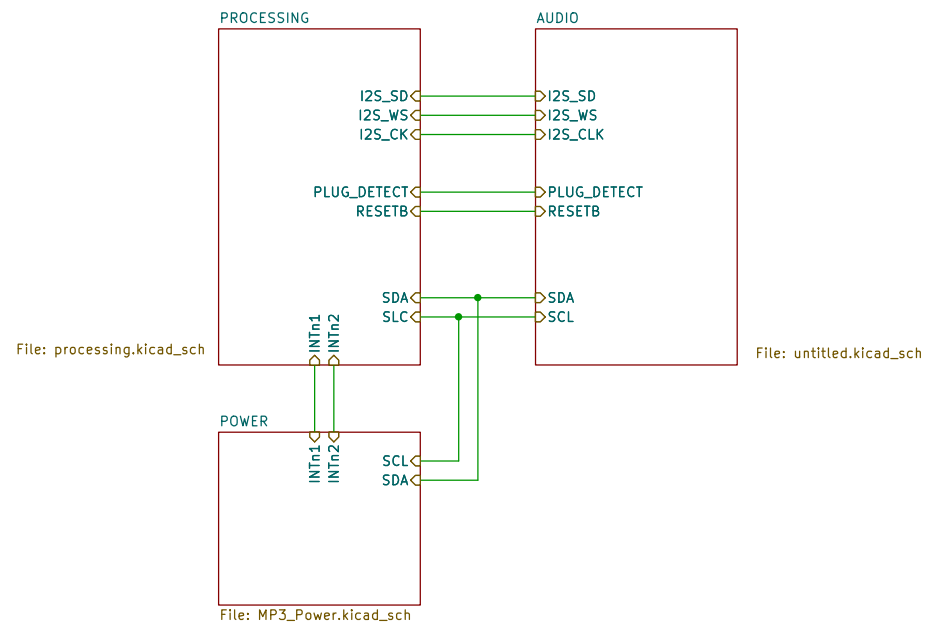 PROCESSING
AUDIO
I2S_SD
I2S_SD
I2S_WS
I2S_WS
I2S_CK
I2S_CLK
PLUG_DETECT
PLUG_DETECT
RESETB
RESETB
SDA
SDA
SLC
SCL
INTn1
INTn2
File: processing.kicad_sch
File: untitled.kicad_sch
POWER
INTn1
INTn2
SCL
SDA
File: MP3_Power.kicad_sch